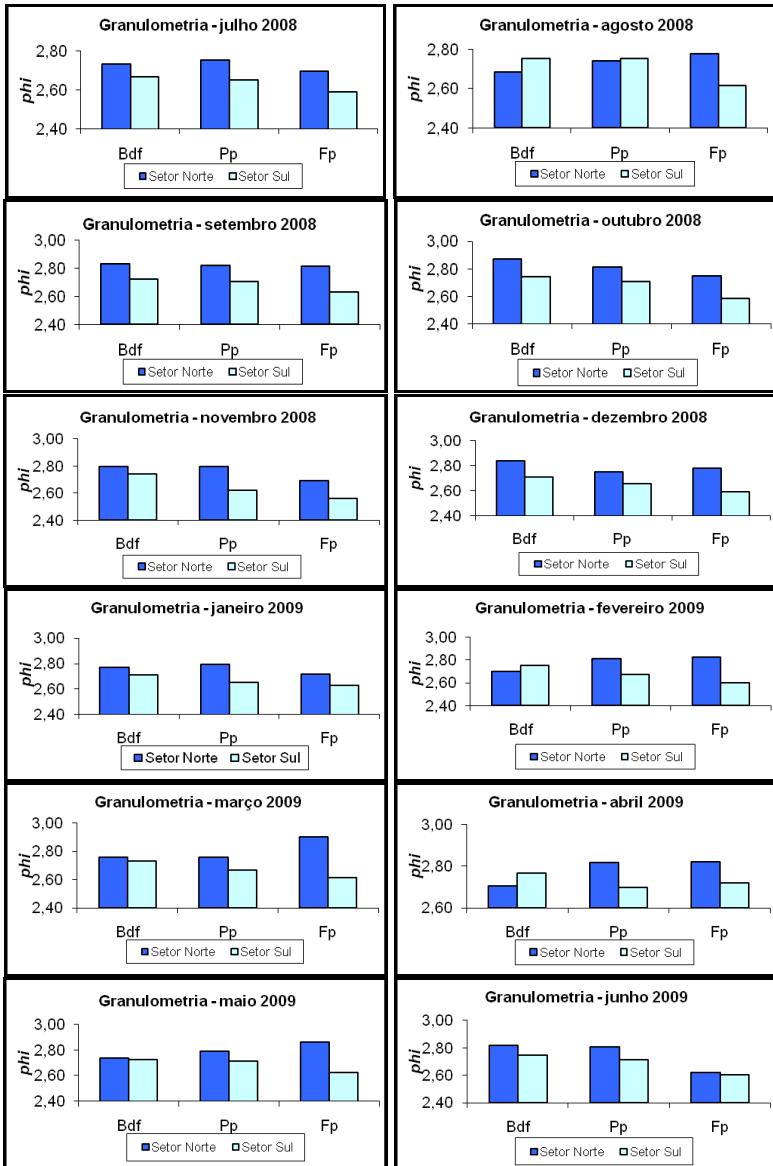 Granulometria - julho 2008
phi
2,80
2,60
2,40
Bdf Pp Fp
Setor Norte Setor Sul
Granulometria - agosto 2008
2,80
2,60
2,40
Bdf Pp Fp
Setor Norte Setor Sul
Granulometria - setembro 2008
phi
3,00
2,80
2,60
2,40
Bdf Pp Fp
Setor Norte Setor Sul
Granulometria - outubro 2008
phi
3,00
2,80
2,60
2,40
Bdf Pp Fp
Setor Norte Setor Sul
Granulometria - novembro 2008
phi
3,00
2,80
2,60
2,40
Bdf Pp Fp
Setor Norte Setor Sul
Granulometria - dezembro 2008
phi
3,00
2,80
2,60
2,40
Bdf Pp Fp
Setor Norte Setor Sul
Granulometria - janeiro 2009
phi
3,00
2,80
2,60
2,40
Bdf Pp Fp
Setor Norte Setor Sul
Granulometria - fevereiro 2009
phi
3,00
2,80
2,60
2,40
Bdf Pp Fp
Setor Norte Setor Sul
Granulometria - março 2009
phi
3,00
2,80
2,60
2,40
Bdf Pp Fp
Setor Norte Setor Sul
Granulometria - abril 2009
phi
3,00
2,80
2,60
Bdf Pp Fp
Setor Norte Setor Sul
Granulometria - maio 2009
phi
3,00
2,80
2,60
2,40
Bdf Pp Fp
Setor Norte Setor Sul
Granulometria - junho 2009
phi
3,00
2,80
2,60
2,40
Bdf Pp Fp
Setor Norte Setor Sul